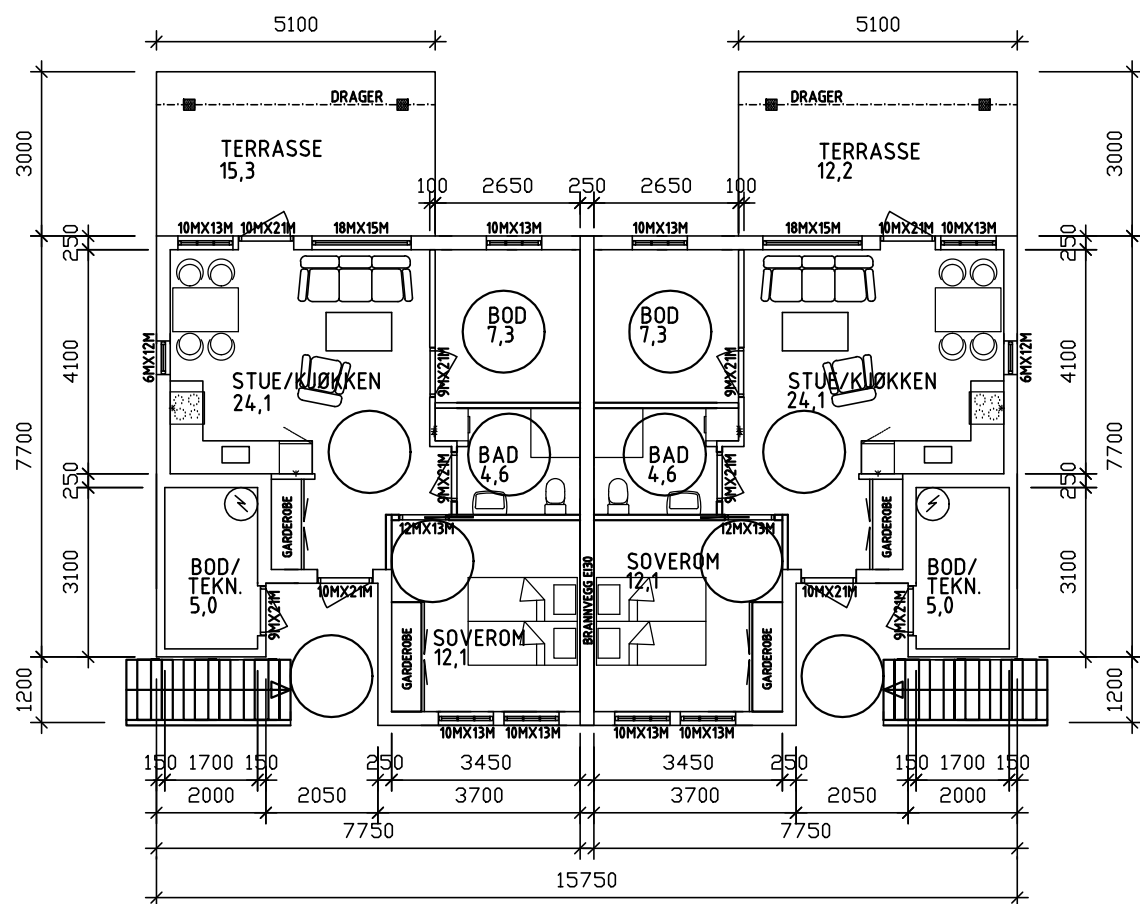 5100
5100
DRAGER
DRAGER
3000
TERRASSE
15,3
TERRASSE
12,2
3000
100
2650
250
2650
100
10MX13M
10MX21M
18MX15M
10MX13M
10MX13M
18MX15M
10MX21M
10MX13M
250
250
BOD
7,3
BOD
7,3
6MX12M
9MX21M
9MX21M
6MX12M
4100
4100
STUE/KJØKKEN
24,1
STUE/KJØKKEN
24,1
7700
7700
BAD
4,6
BAD
4,6
9MX21M
9MX21M
250
250
GARDEROBE
GARDEROBE
12MX13M
12MX13M
3100
3100
BOD/
TEKN.
5,0
BOD/
TEKN.
5,0
SOVEROM
12,1
10MX21M
10MX21M
BRANNVEGG EI30
9MX21M
9MX21M
SOVEROM
12,1
GARDEROBE
GARDEROBE
1200
1200
10MX13M
10MX13M
10MX13M
10MX13M
150
1700
150
250
3450
3450
250
150
1700
150
2000
2050
3700
3700
2050
2000
7750
7750
15750